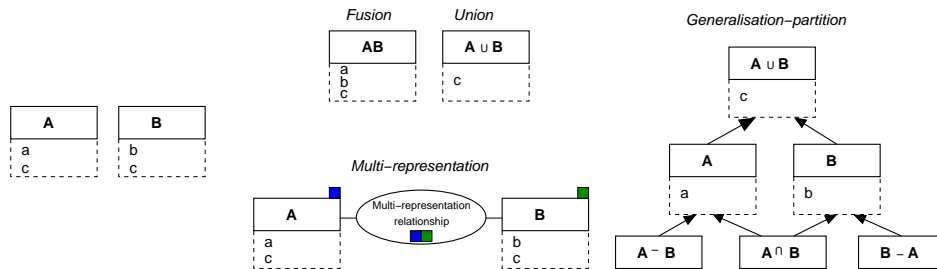 A
a
c
B
b
c
Fusion
AB
a
b
c
Union
A ∪ B
c
Multi−representation
A
a
c
Multi−representation
relationship
B
b
c
Generalisation−partition
A ∪ B
c
A
a
B
b
A − B
A ∩ B
B − A